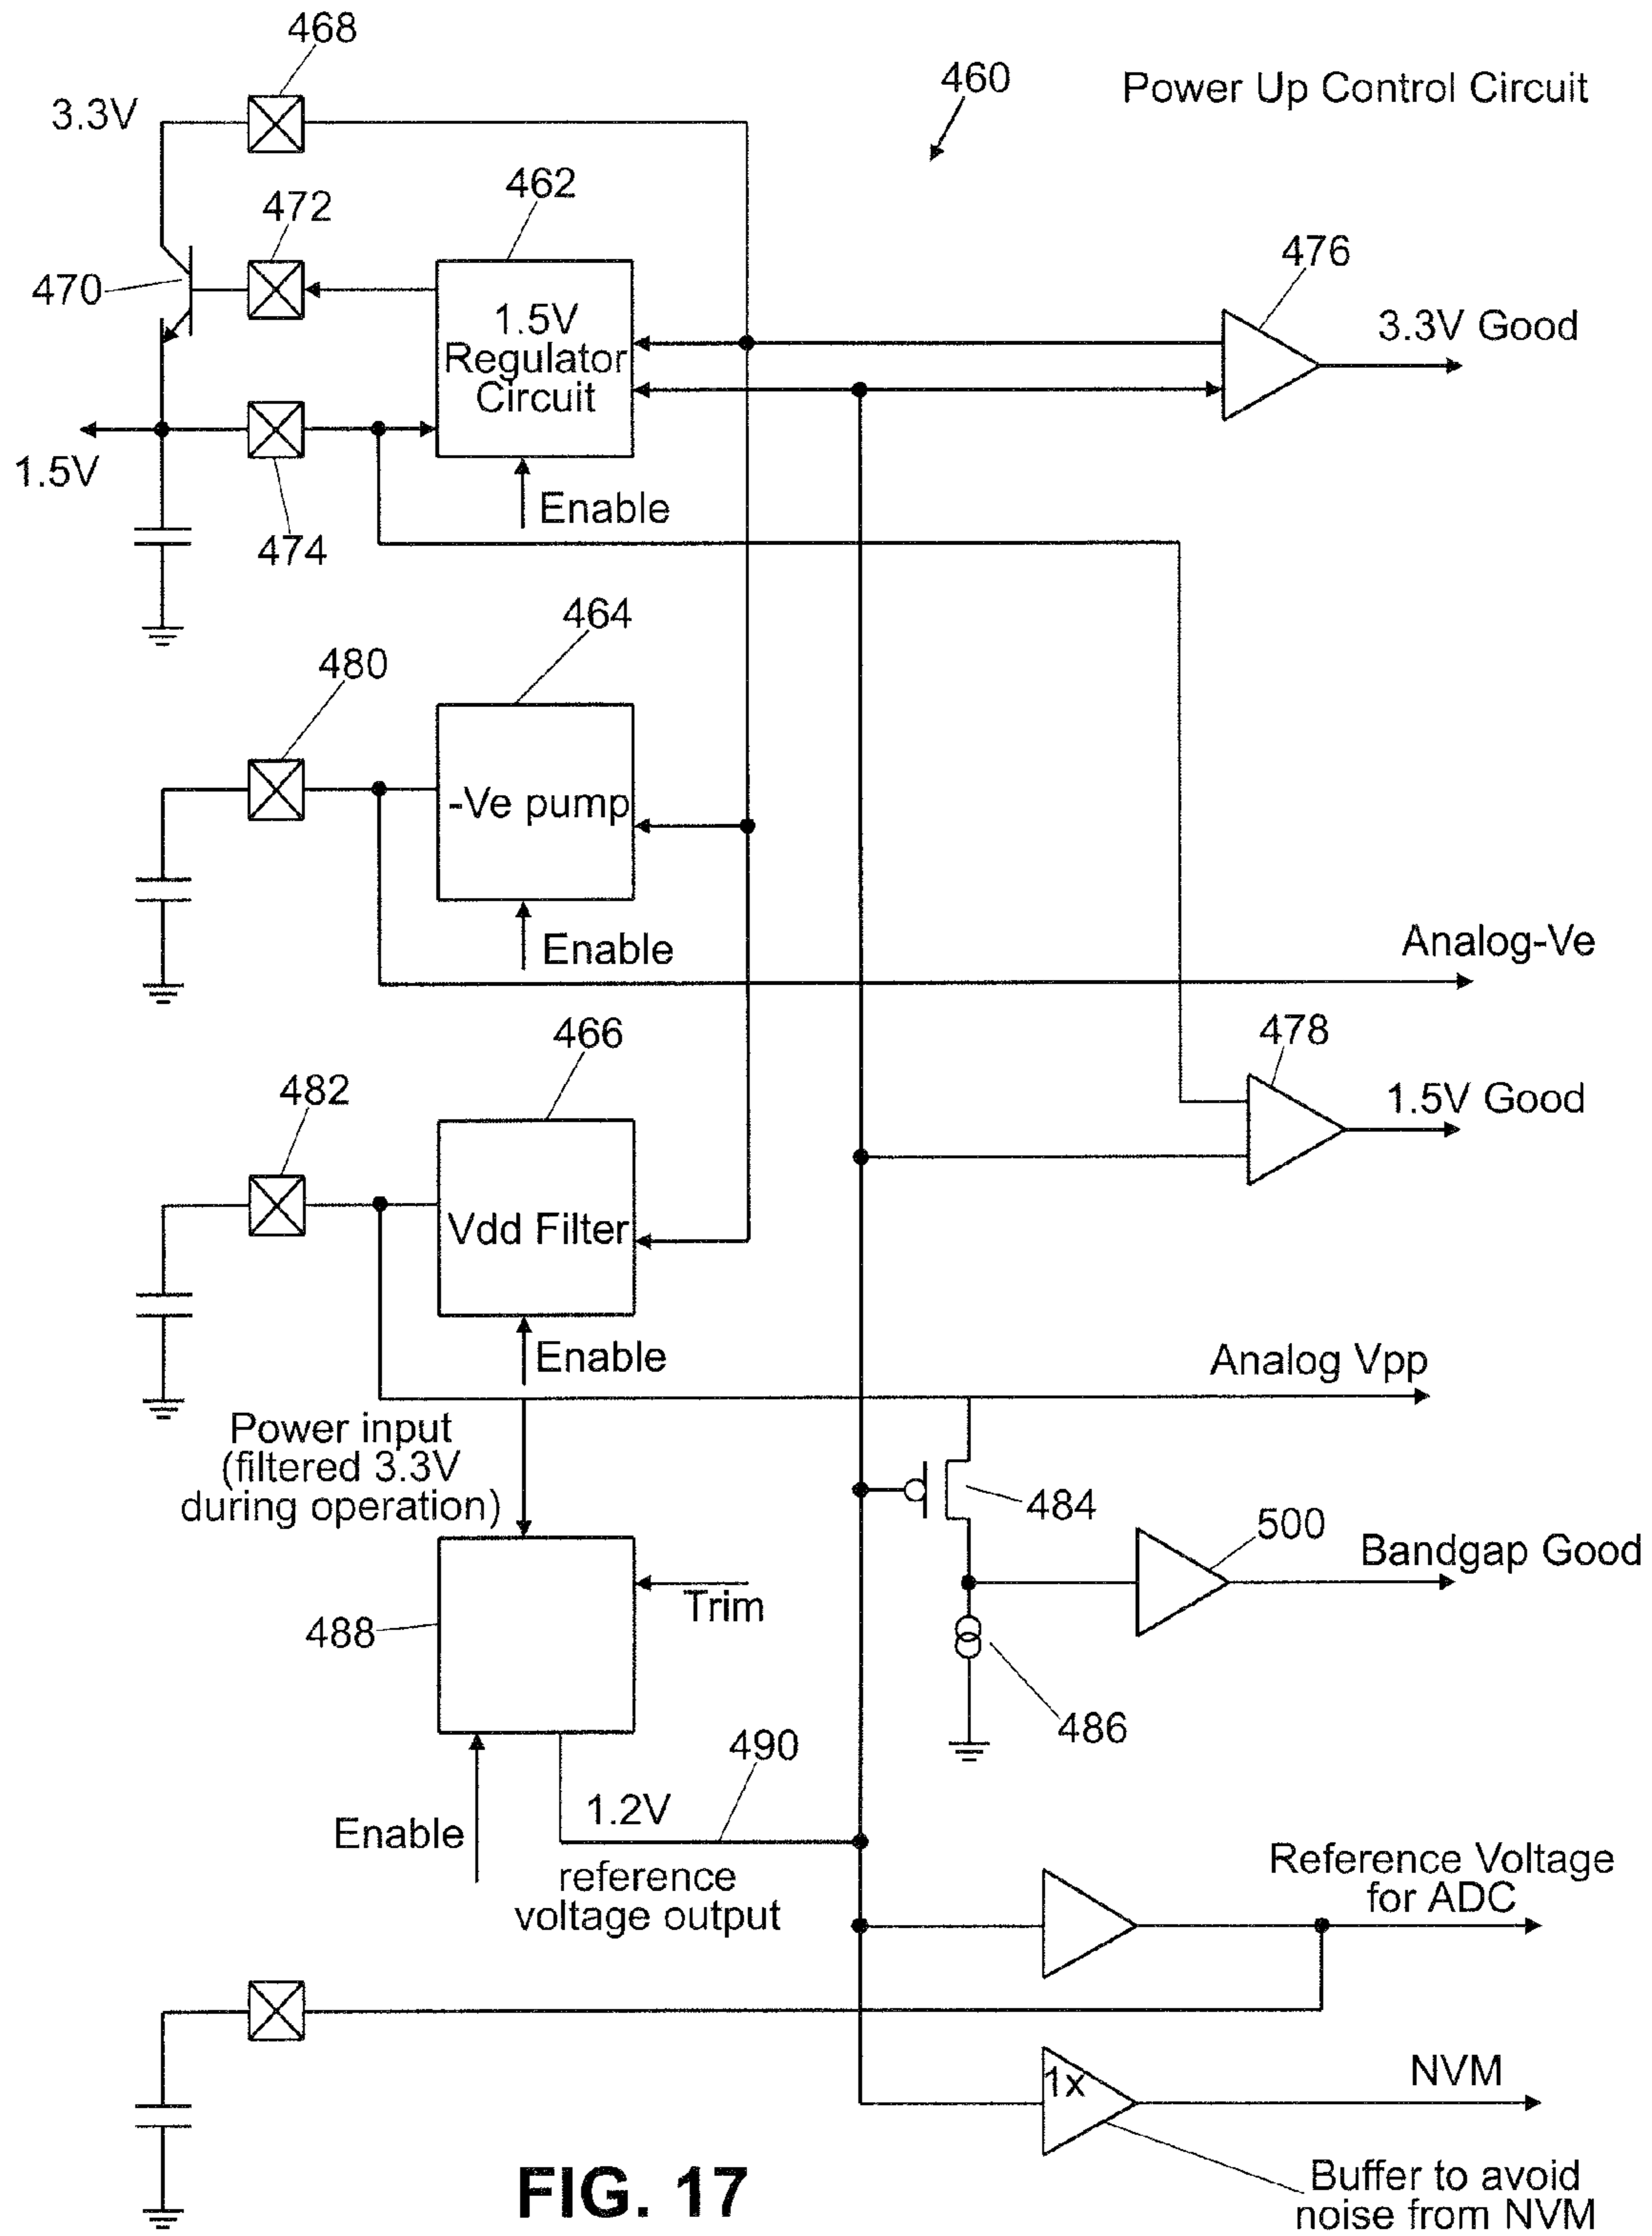 468
460
Power Up Control Circuit
3.3V
462
472
476
470
1.5V
Regulator
Circuit
3.3V Good
1.5V
Enable
474
464
480
-Ve pump
Enable
Analog-Ve
466
478
482
1.5V Good
Vdd Filter
Enable
Analog Vpp
Power input
(filtered 3.3V
during operation)
484
500
Bandgap Good
Trim
488
486
490
1.2V
Enable
reference
voltage output
Reference Voltage
for ADC
1x
NVM
Buffer to avoid
noise from NVM
FIG. 17